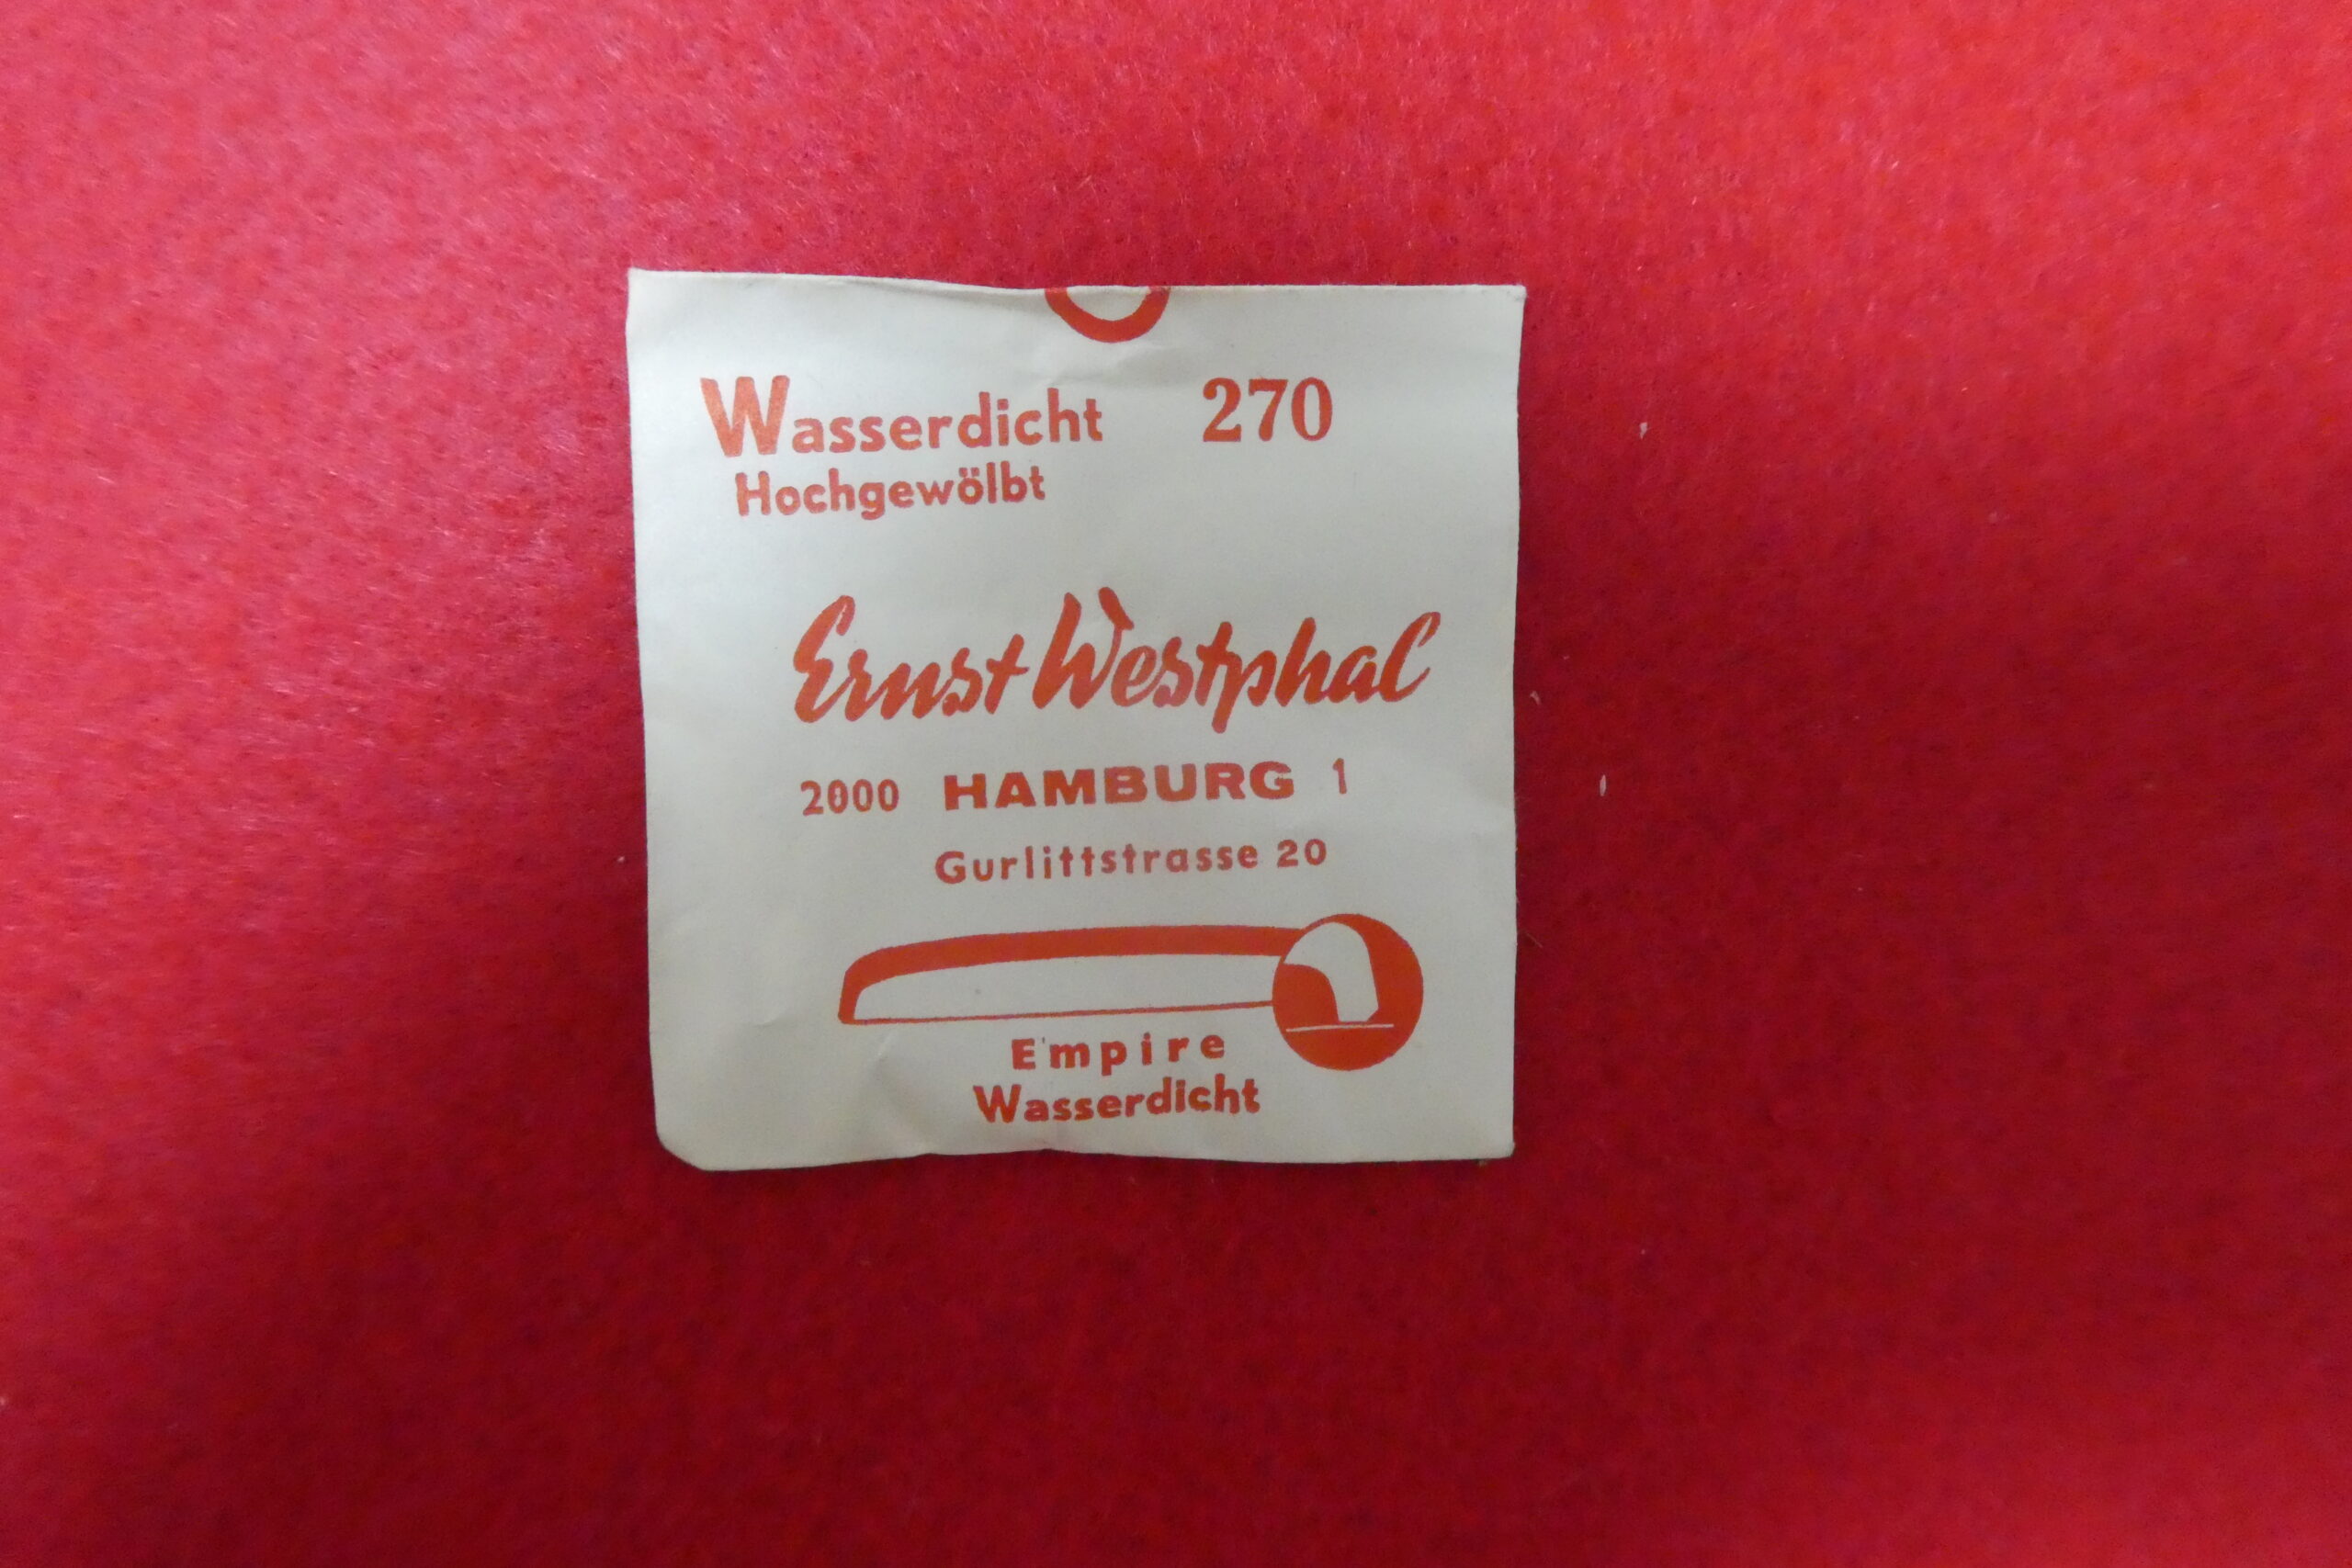 Wasserdicht 270
Hochgewölbt
Ernst Westphal
2000 HAMBURG 1
Gurlittstrasse 20
Empire
Wasserdicht